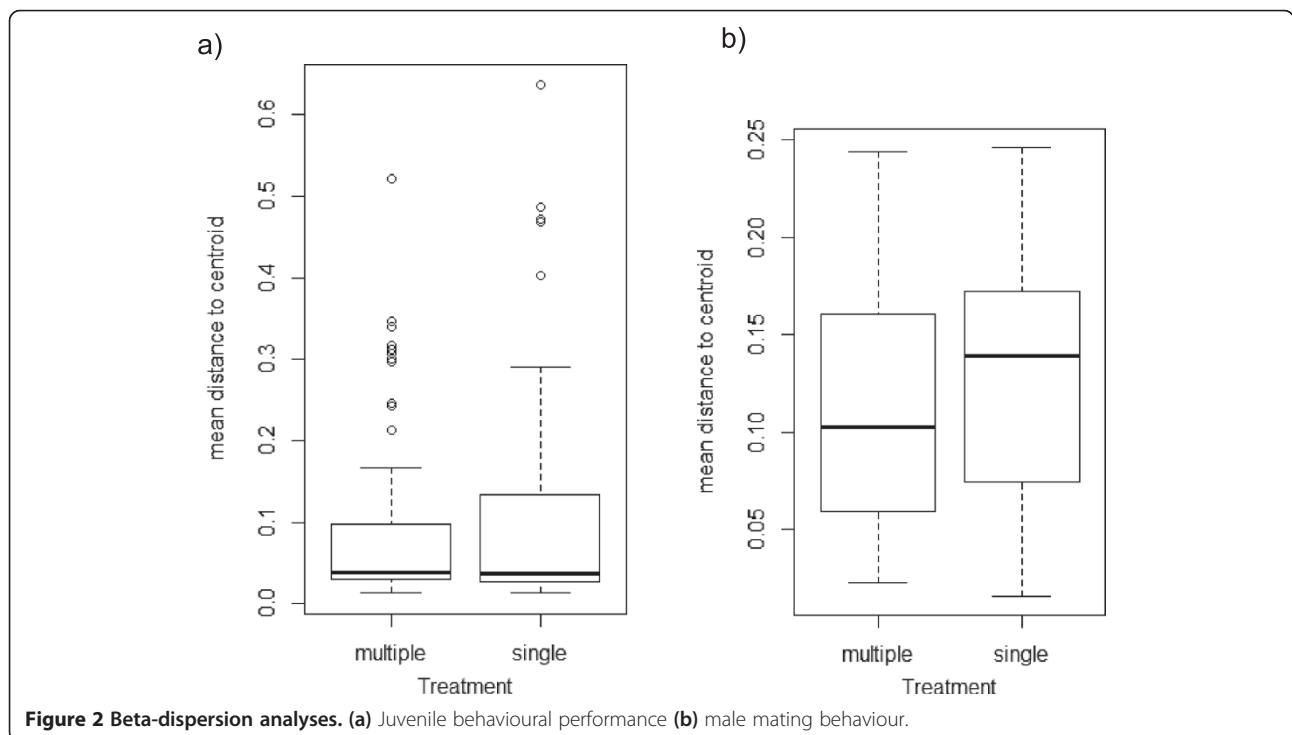 a)
0.6
0.5
0.4
0.3
0.2
0.1
0.0
mean distance to centroid
multiple single
Treatment
b)
0.25
0.20
0.15
0.10
0.05
mean distance to centroid
multiple single
Treatment
Figure 2 Beta-dispersion analyses. (a) Juvenile behavioural performance (b) male mating behaviour.